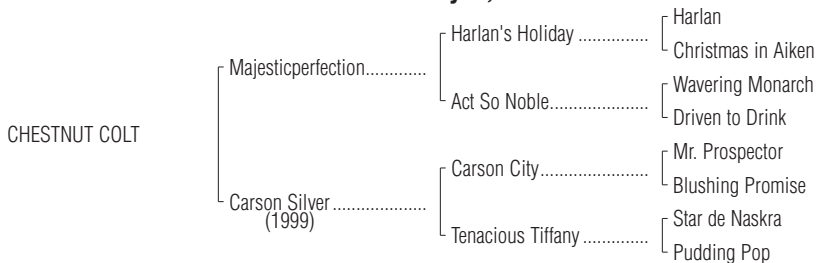 Harlan
Harlan's Holiday ...............
Christmas in Aiken
Majesticperfection.............
Wavering Monarch
Act So Noble.....................
Driven to Drink
CHESTNUT COLT
Mr. Prospector
Carson City.......................
Blushing Promise
Carson Silver ....................
(1999)
Star de Naskra
Tenacious Tiffany ..............
Pudding Pop